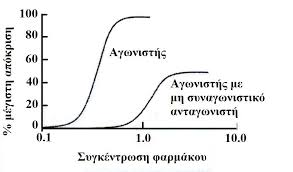 % μέγιστη απόκριση
100
80
60
40
20
0
Αγωνιστής
Αγωνιστής με
μη συναγωνιστικό
ανταγωνιστή
0.1 1.0 10.0
Συγκέντρωση φαρμάκου